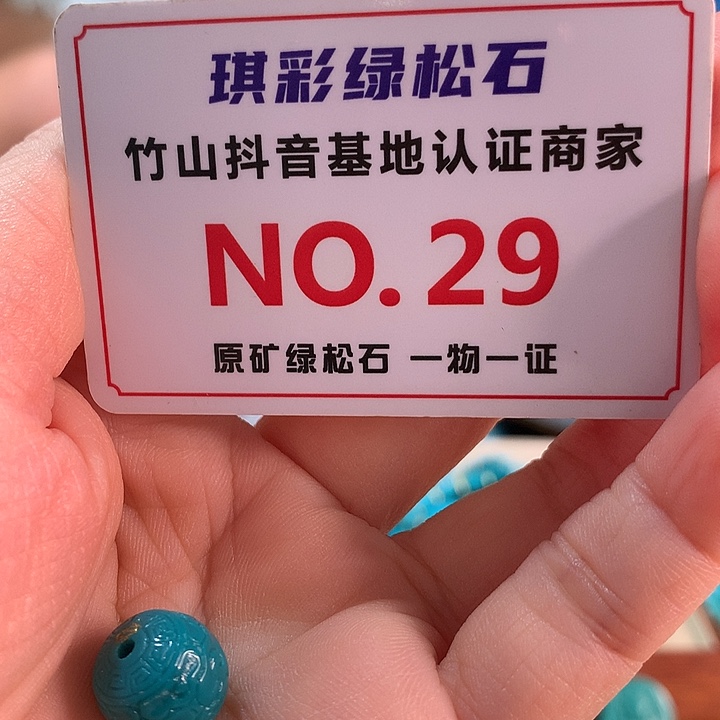 琪彩绿松石
竹山抖音基地认证商家
NO.29
原矿绿松石 一物一证